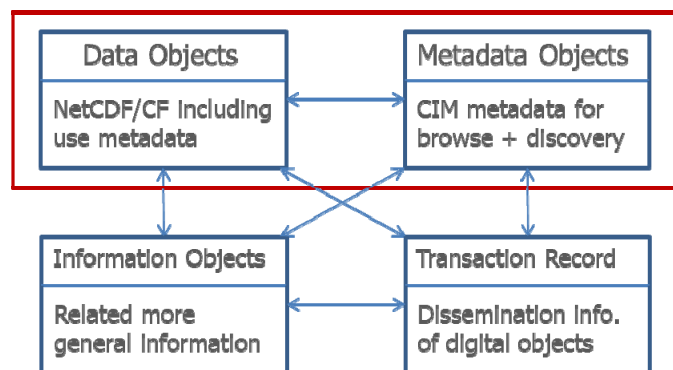 Data Objects
NetCDF/CF including
use metadata
Metadata Objects
CIM metadata for
browse + discovery
Information Objects
Related more
general information
Transaction Record
Dissemination info.
of digital objects